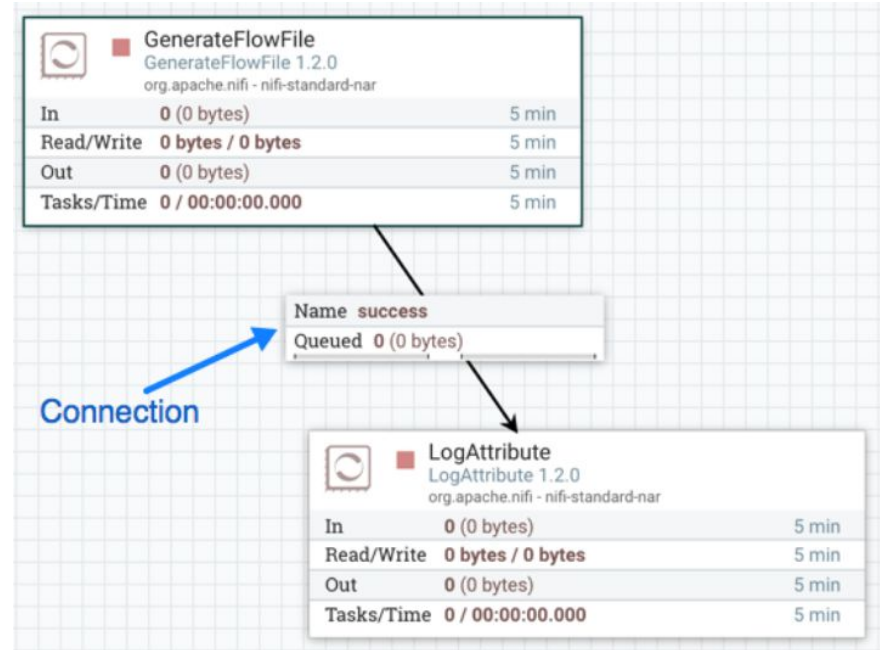 GenerateFlowFile
GenerateFlowFile 1.2.0
org.apache.nifi - nifi-standard-nar
In 0 (0 bytes) 5 min
Read/Write 0 bytes / 0 bytes 5 min
Out 0 (0 bytes) 5 min
Tasks/Time 0 / 00:00:00.000 5 min
Name success
Queued 0 (0 bytes)
Connection
LogAttribute
LogAttribute 1.2.0
org.apache.nifi - nifi-standard-nar
In 0 (0 bytes) 5 min
Read/Write 0 bytes / 0 bytes 5 min
Out 0 (0 bytes) 5 min
Tasks/Time 0 / 00:00:00.000 5 min